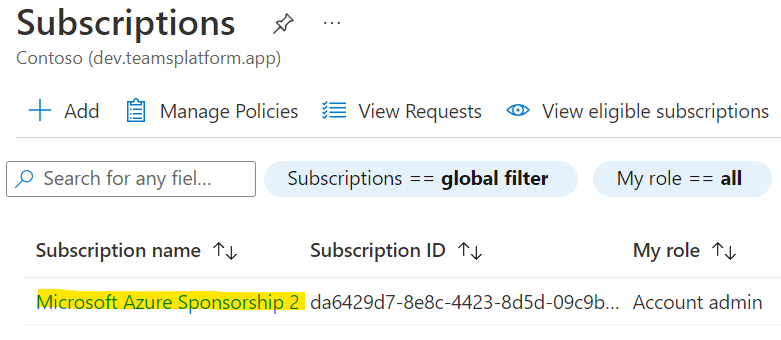 Subscriptions ...
Contoso (dev.teamsplatform.app)
Add Manage Policies View Requests View eligible subscriptions
Search for any fiel... Subscriptions == global filter My role == all
Subscription name Subscription ID My role
Microsoft Azure Sponsorship 2 da6429d7-8e8c-4423-8d5d-09c9b... Account admin